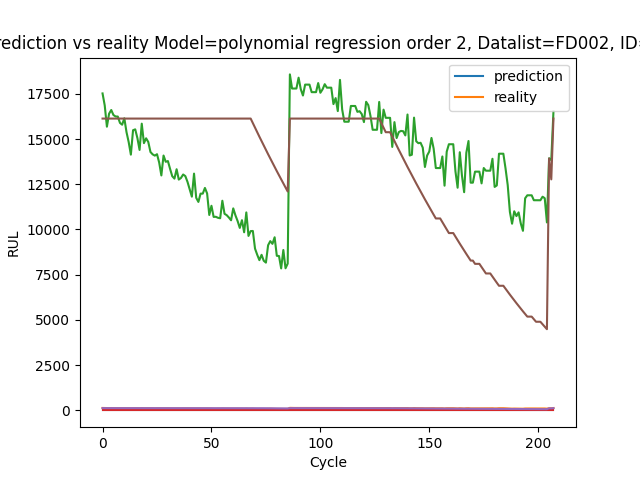 rediction vs reality Model=polynomial regression order 2, Datalist=FD002, ID=
17500
15000
12500
10000
7500
5000
2500
0
RUL
prediction
reality
0
50
100
150
200
Cycle